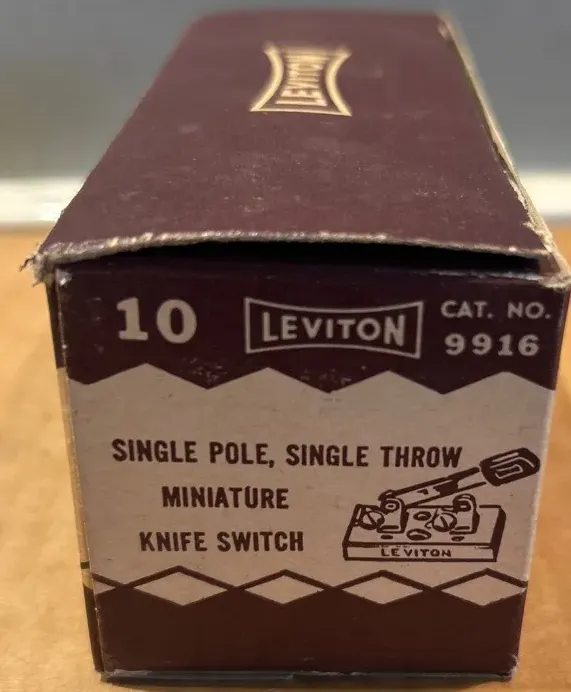 LEVITON
10 LEVITON CAT. NO. 9916
SINGLE POLE, SINGLE THROW
MINIATURE
KNIFE SWITCH
LEVITON